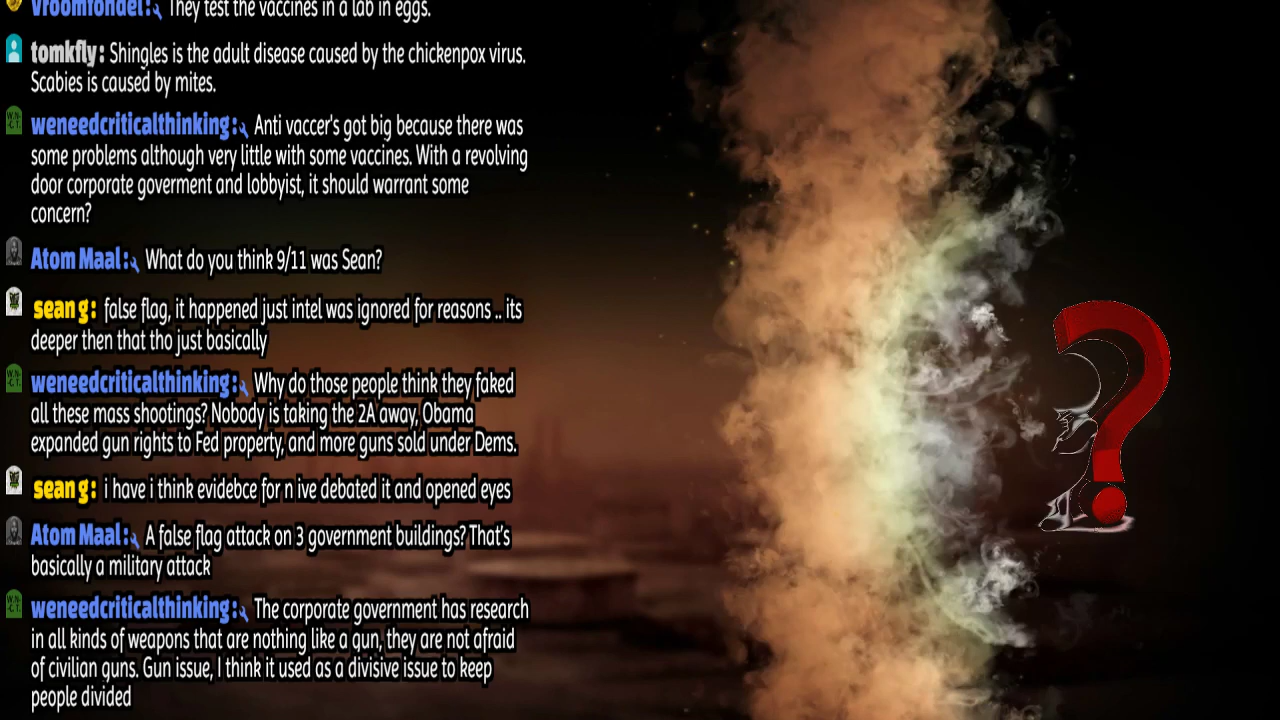 Vroomfondel: They test the vaccines in a lab in eggs.
tomkfly: Shingles is the adult disease caused by the chickenpox virus.
Scabies is caused by mites.
weneedcriticalthinking: Anti vaccer's got big because there was
some problems although very little with some vaccines. With a revolving
door corporate goverment and lobbyist, it should warrant some
concern?
Atom Maal: What do you think 9/11 was Sean?
sean g: false flag, it happened just intel was ignored for reasons .. its
deeper then that tho just basically
weneedcriticalthinking: Why do those people think they faked
all these mass shootings? Nobody is taking the 2A away, Obama
expanded gun rights to Fed property, and more guns sold under Dems.
sean g: i have i think evidebce for n ive debated it and opened eyes
Atom Maal: A false flag attack on 3 government buildings? That's
basically a military attack
weneedcriticalthinking: The corporate government has research
in all kinds of weapons that are nothing like a gun, they are not afraid
of civilian guns. Gun issue, I think it used as a divisive issue to keep
people divided
?